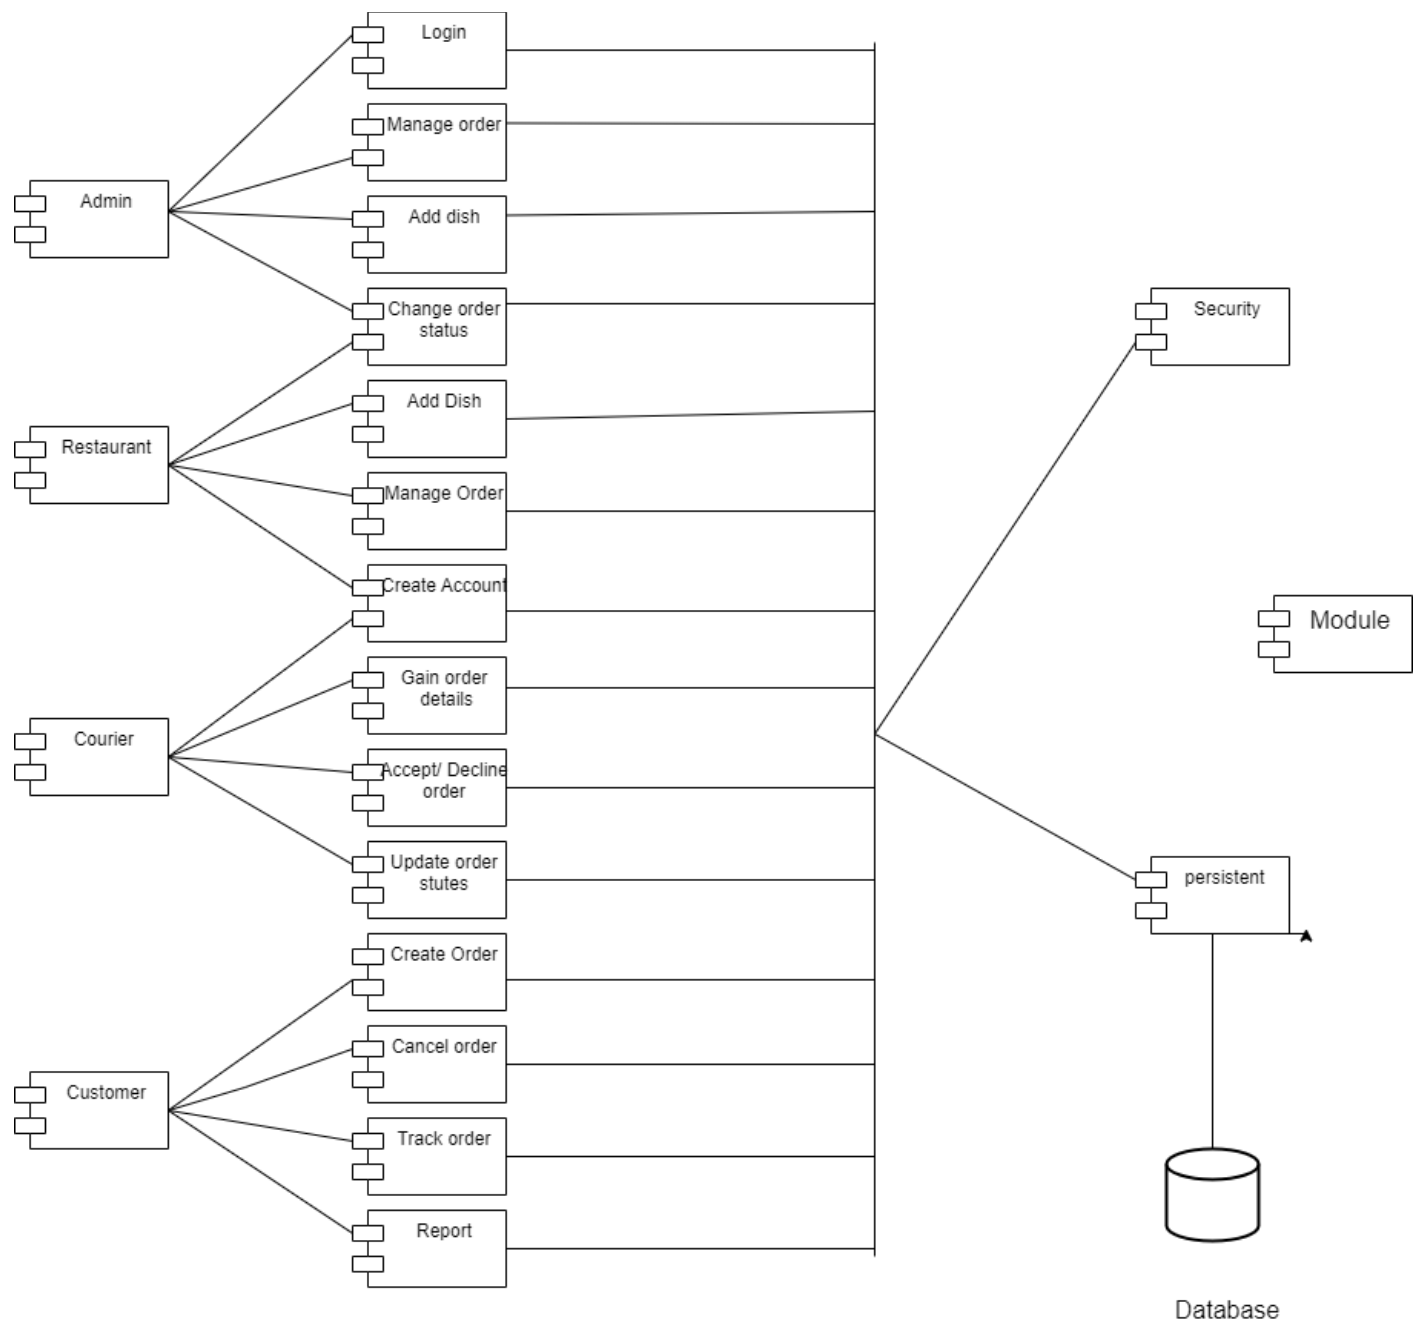 Login
Manage order
Admin
Add dish
Change order
status
Security
Add Dish
Restaurant
Manage Order
Create Account
Module
Gain order
details
Courier
Accept/ Decline
order
Update order
stutes
persistent
Create Order
Cancel order
Customer
Track order
Report
Database